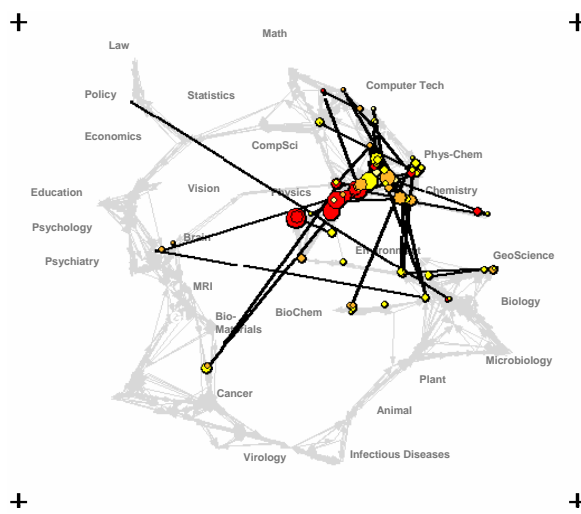 Math
Law
Computer Tech
Policy
Statistics
Economics
CompSci
Phys-Chem
Vision
Physics
Chemistry
Education
Psychology
Brain
Environment
GeoScience
Psychiatry
MRI
Biology
BioChem
Bio-
Materials
Microbiology
Plant
Cancer
Animal
Virology
Infectious Diseases